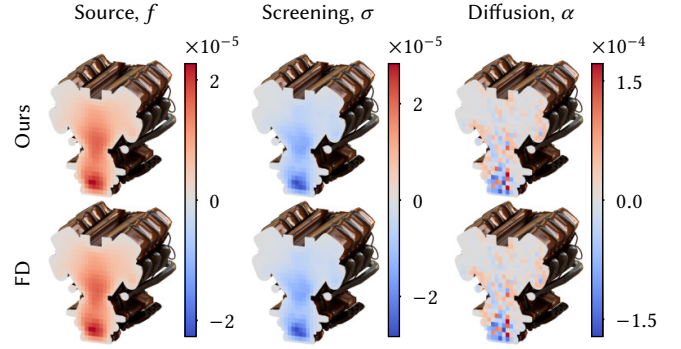 Source, f Screening, σ Diffusion, α
×10⁻⁵ ×10⁻⁵ ×10⁻⁴
Ours
FD
2
0
−2
2
0
−2
1.5
0.0
−1.5